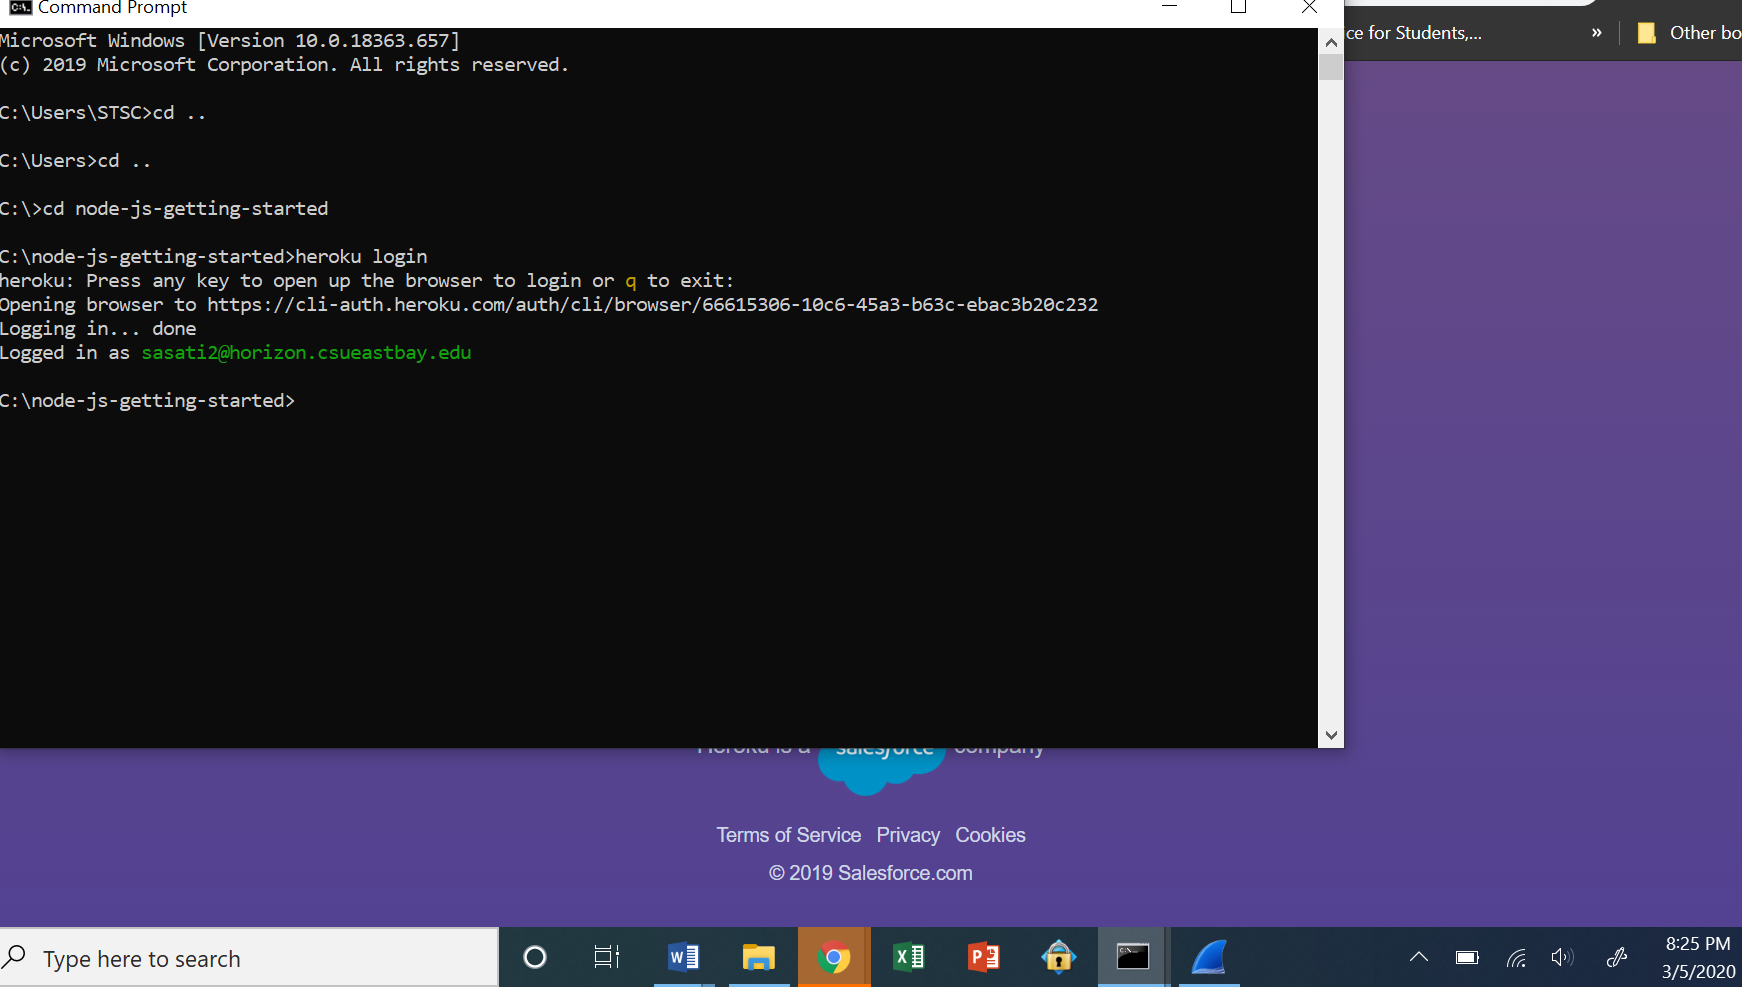 Command Prompt
Microsoft Windows [Version 10.0.18363.657]
(c) 2019 Microsoft Corporation. All rights reserved.
C:\Users\STSC>cd ..
C:\Users>cd ..
C:\>cd node-js-getting-started
C:\node-js-getting-started>heroku login
heroku: Press any key to open up the browser to login or q to exit:
Opening browser to https://cli-auth.heroku.com/auth/cli/browser/66615306-10c6-45a3-b63c-ebac3b20c232
Logging in... done
Logged in as sasati2@horizon.csueastbay.edu
C:\node-js-getting-started>
ce for Students,...
» Other bo
Heroku is a salesforce company
Terms of Service Privacy Cookies
© 2019 Salesforce.com
Type here to search
8:25 PM
3/5/2020